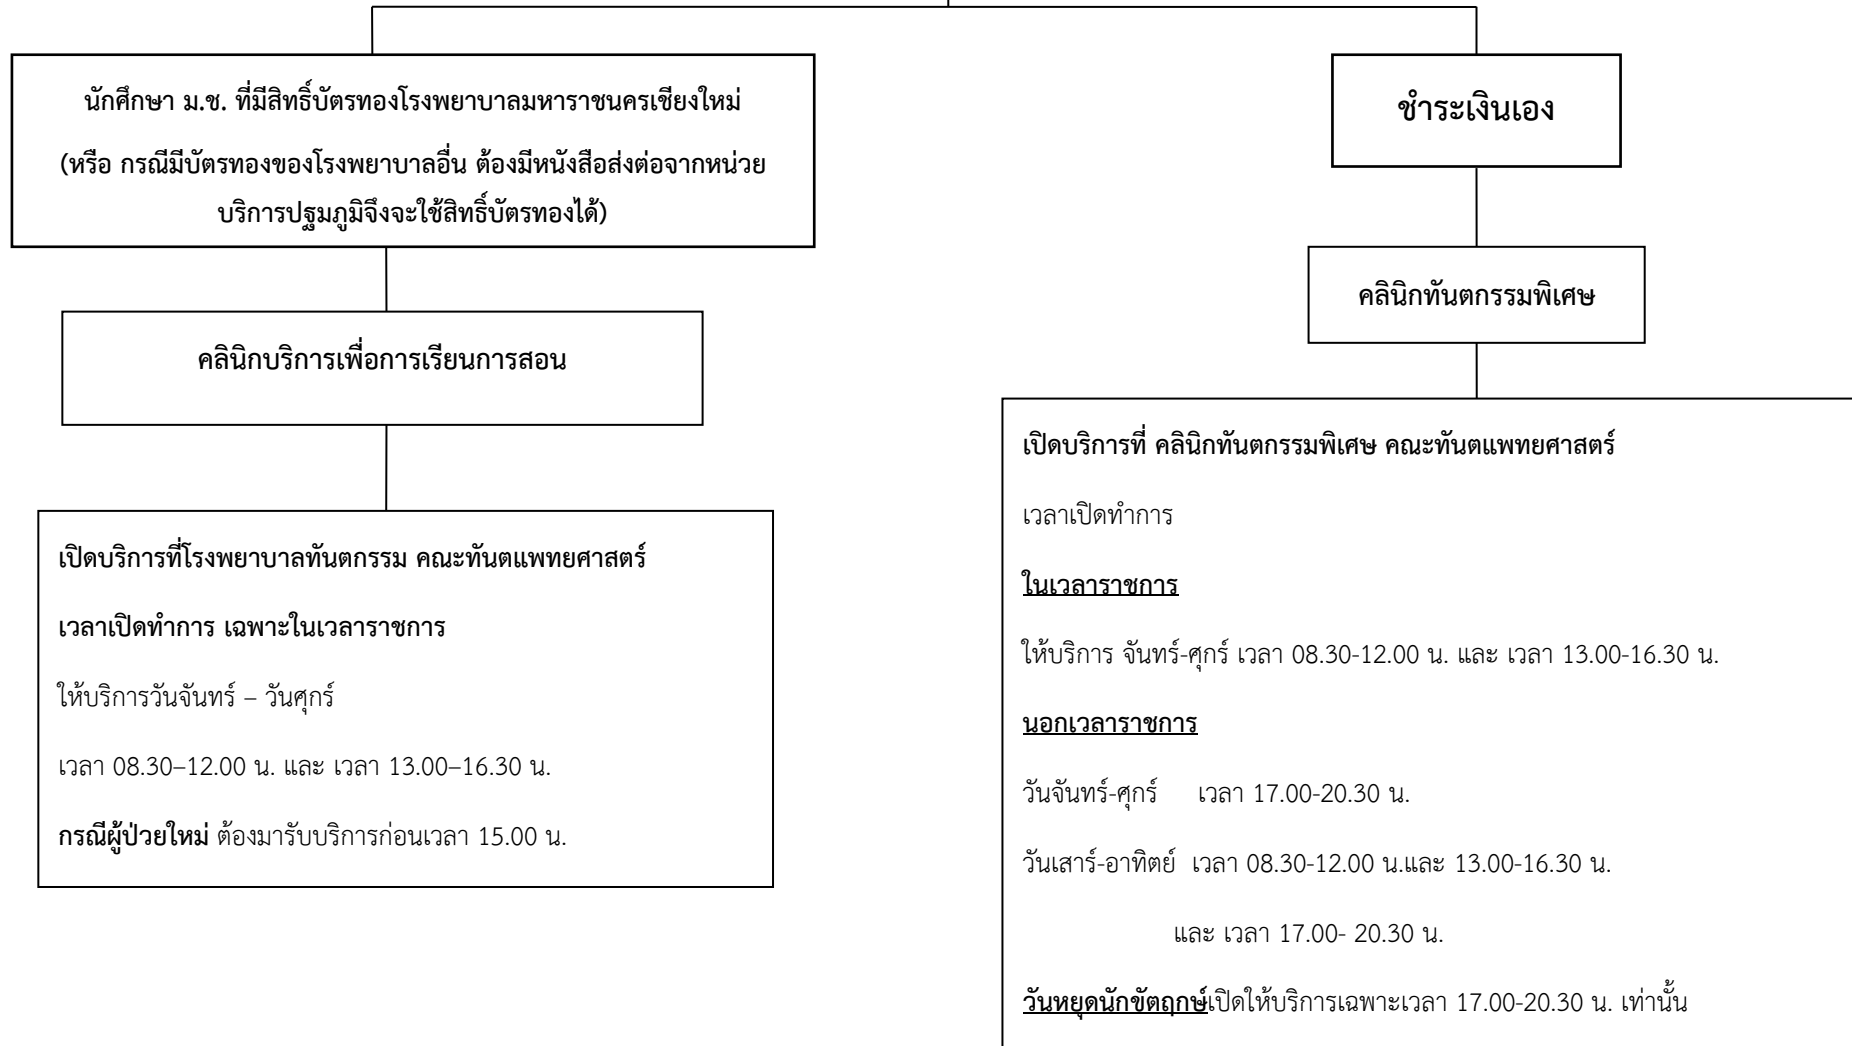 นักศึกษา ม.ช. ที่มีสิทธิ์บัตรทองโรงพยาบาลมหาราชนครเชียงใหม่
(หรือ กรณีมีบัตรทองของโรงพยาบาลอื่น ต้องมีหนังสือส่งต่อจากหน่วย
บริการปฐมภูมิจึงจะใช้สิทธิ์บัตรทองได้)
คลินิกบริการเพื่อการเรียนการสอน
เปิดบริการที่โรงพยาบาลทันตกรรม คณะทันตแพทยศาสตร์
เวลาเปิดทำการ เฉพาะในเวลาราชการ
ให้บริการวันจันทร์ – วันศุกร์
เวลา 08.30–12.00 น. และ เวลา 13.00–16.30 น.
กรณีผู้ป่วยใหม่ ต้องมารับบริการก่อนเวลา 15.00 น.
ชำระเงินเอง
คลินิกทันตกรรมพิเศษ
เปิดบริการที่ คลินิกทันตกรรมพิเศษ คณะทันตแพทยศาสตร์
เวลาเปิดทำการ
ในเวลาราชการ
ให้บริการ จันทร์-ศุกร์ เวลา 08.30-12.00 น. และ เวลา 13.00-16.30 น.
นอกเวลาราชการ
วันจันทร์-ศุกร์ เวลา 17.00-20.30 น.
วันเสาร์-อาทิตย์ เวลา 08.30-12.00 น.และ 13.00-16.30 น.
และ เวลา 17.00- 20.30 น.
วันหยุดนักขัตฤกษ์เปิดให้บริการเฉพาะเวลา 17.00-20.30 น. เท่านั้น